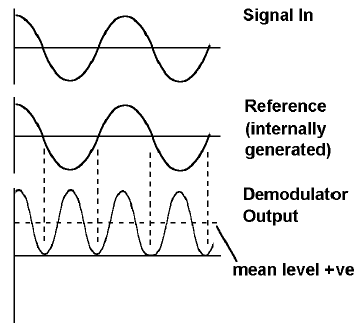 Signal In
Reference
(internally
generated)
Demodulator
Output
mean level +ve